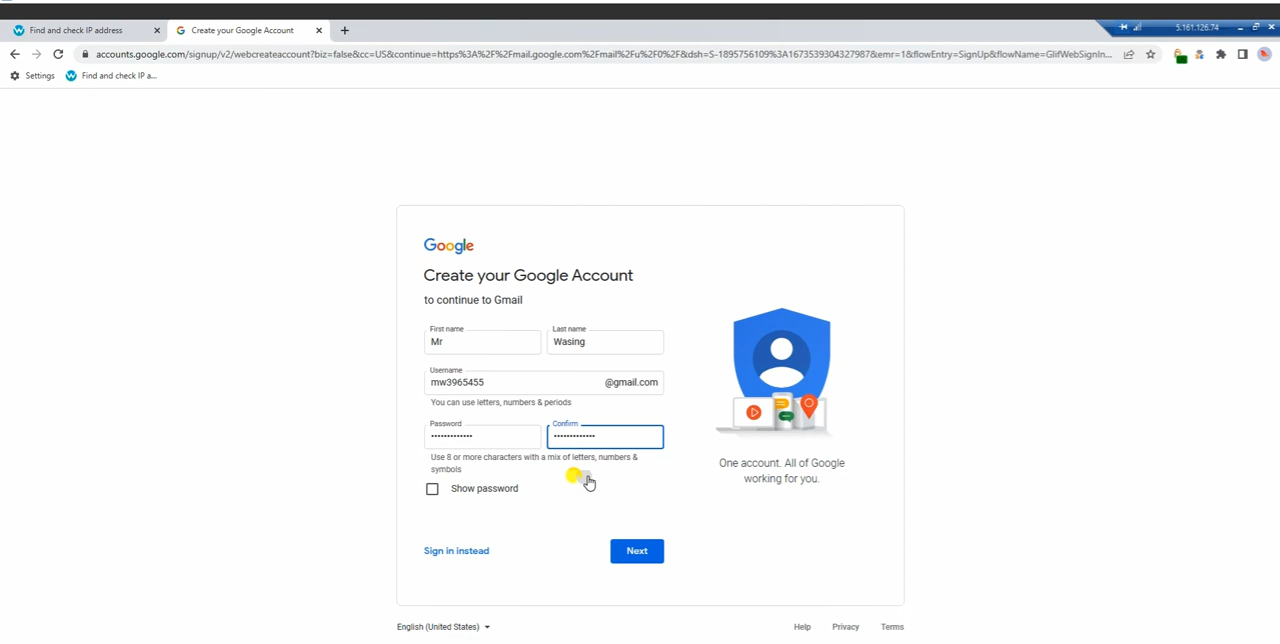 Find and check IP address
Create your Google Account
5.161.126.74
accounts.google.com/signup/v2/webcreateaccount?biz=false&cc=US&continue=https%3A%2F%2Fmail.google.com%2Fmail%2Fu%2F0%2F&dsh=S-1895756109%3A1673539304327987&emr=1&flowEntry=SignUp&flowName=GlifWebSignIn...
Settings
Find and check IP a...
Google
Create your Google Account
to continue to Gmail
First name
Last name
Mr
Wasing
Username
mw3965455
@gmail.com
You can use letters, numbers & periods
Password
Confirm
•••••••••••••
•••••••••••••
Use 8 or more characters with a mix of letters, numbers &
symbols
Show password
One account. All of Google
working for you.
Sign in instead
Next
English (United States)
Help
Privacy
Terms